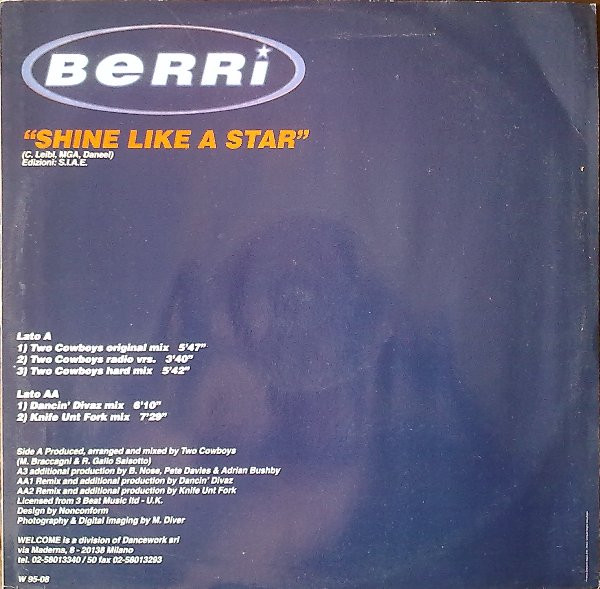 BeRRi
“SHINE LIKE A STAR”
(C. Leibl, MGA, Daneel)
Edizioni: S.I.A.E.
Lato A
1) Two Cowboys original mix 5'47"
2) Two Cowboys radio vrs. 3'40"
3) Two Cowboys hard mix 5'42"
Lato AA
1) Dancin' Divaz mix 6'10"
2) Knife Unt Fork mix 7'29"
Side A Produced, arranged and mixed by Two Cowboys
(M. Braccagni & R. Gallo Salsotto)
A3 additional production by B. Nose, Pete Davies & Adrian Bushby
AA1 Remix and additional production by Dancin' Divaz
AA2 Remix and additional production by Knife Unt Fork
Licensed from 3 Beat Music ltd - U.K.
Design by Nonconform
Photography & Digital imaging by M. Diver
WELCOME is a division of Dancework srl
via Maderna, 8 - 20138 Milano
tel. 02-58013340 / 50 fax 02-58013293
W 95-08